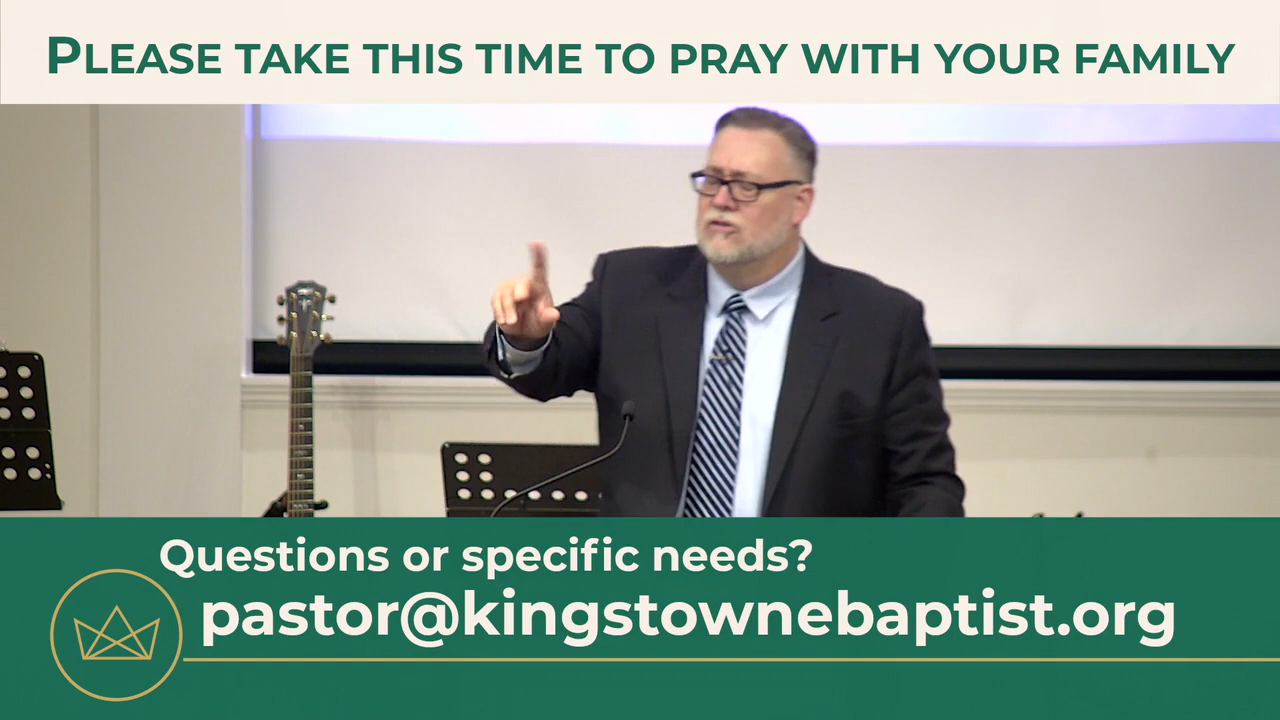 PLEASE TAKE THIS TIME TO PRAY WITH YOUR FAMILY
Questions or specific needs?
pastor@kingstownebaptist.org